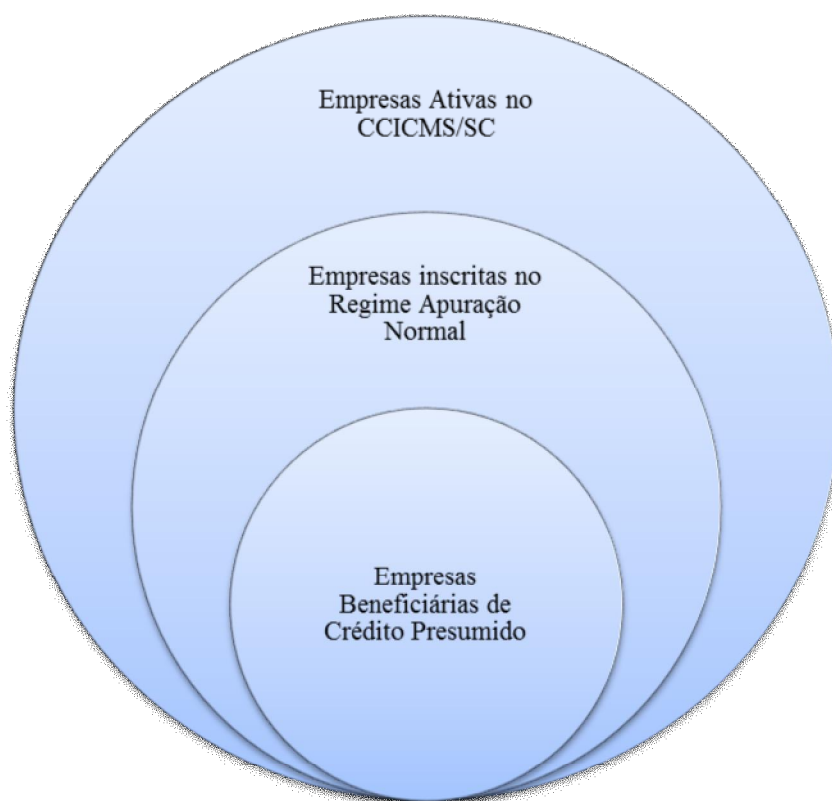 Empresas Ativas no
CCICMS/SC
Empresas inscritas no
Regime Apuração
Normal
Empresas
Beneficiárias de
Crédito Presumido